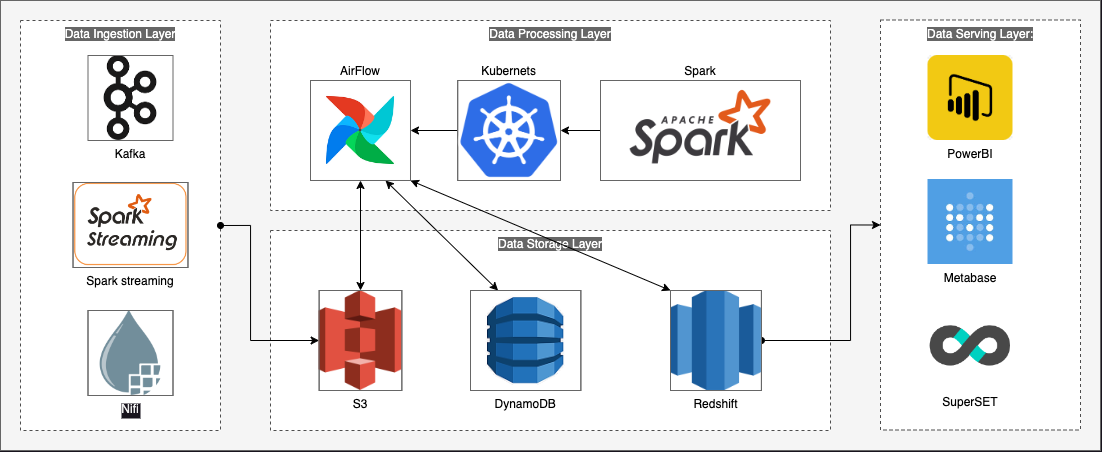 Data Ingestion Layer
Kafka
Spark
Streaming
Spark streaming
Nifi
Data Processing Layer
AirFlow
Kubernets
Spark
APACHE
Spark
Data Storage Layer
S3
DynamoDB
Redshift
Data Serving Layer:
PowerBI
Metabase
SuperSET